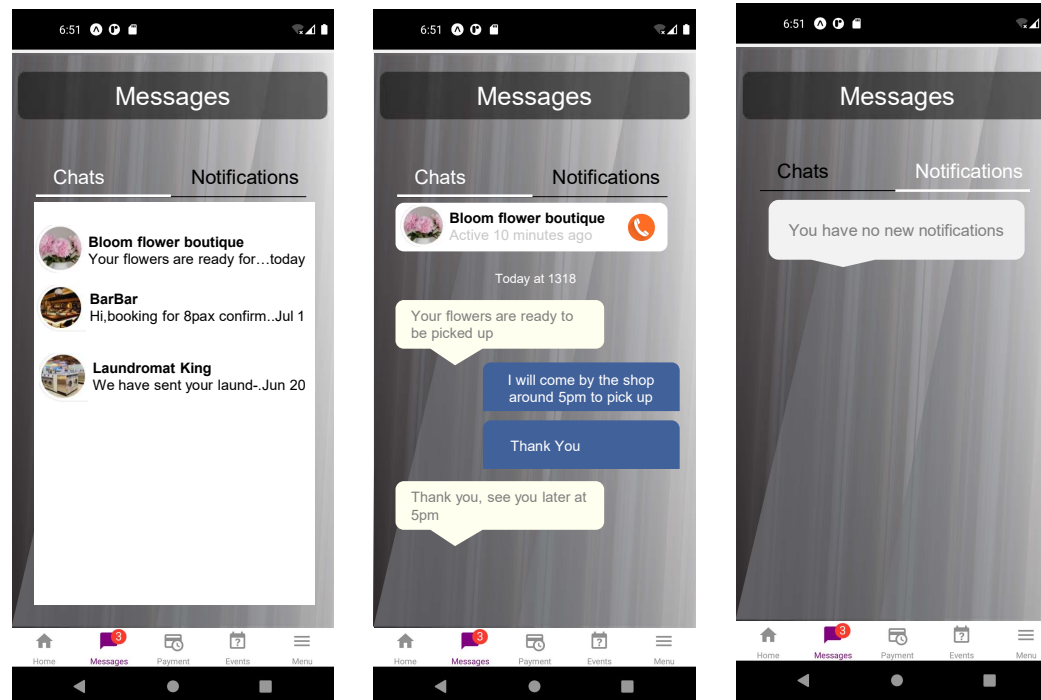 6:51
Messages
Chats Notifications
Bloom flower boutique
Your flowers are ready for…today
BarBar
Hi,booking for 8pax confirm..Jul 1
Laundromat King
We have sent your laund-.Jun 20
3
?
Home Messages Payment Events Menu
6:51
Messages
Chats Notifications
Bloom flower boutique
Active 10 minutes ago
Today at 1318
Your flowers are ready to
be picked up
I will come by the shop
around 5pm to pick up
Thank You
Thank you, see you later at
5pm
3
?
Home Messages Payment Events Menu
6:51
Messages
Chats Notifications
You have no new notifications
3
?
Home Messages Payment Events Menu